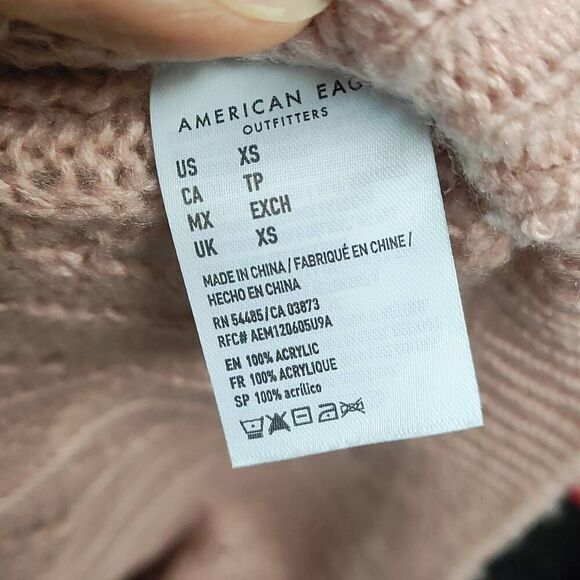 AMERICAN EAG
OUTFITTERS
US XS
CA TP
MX EXCH
UK XS
MADE IN CHINA / FABRIQUÉ EN CHINE /
HECHO EN CHINA
RN 54485 / CA 03873
RFC# AEM120605U9A
EN 100% ACRYLIC
FR 100% ACRYLIQUE
SP 100% acrílico